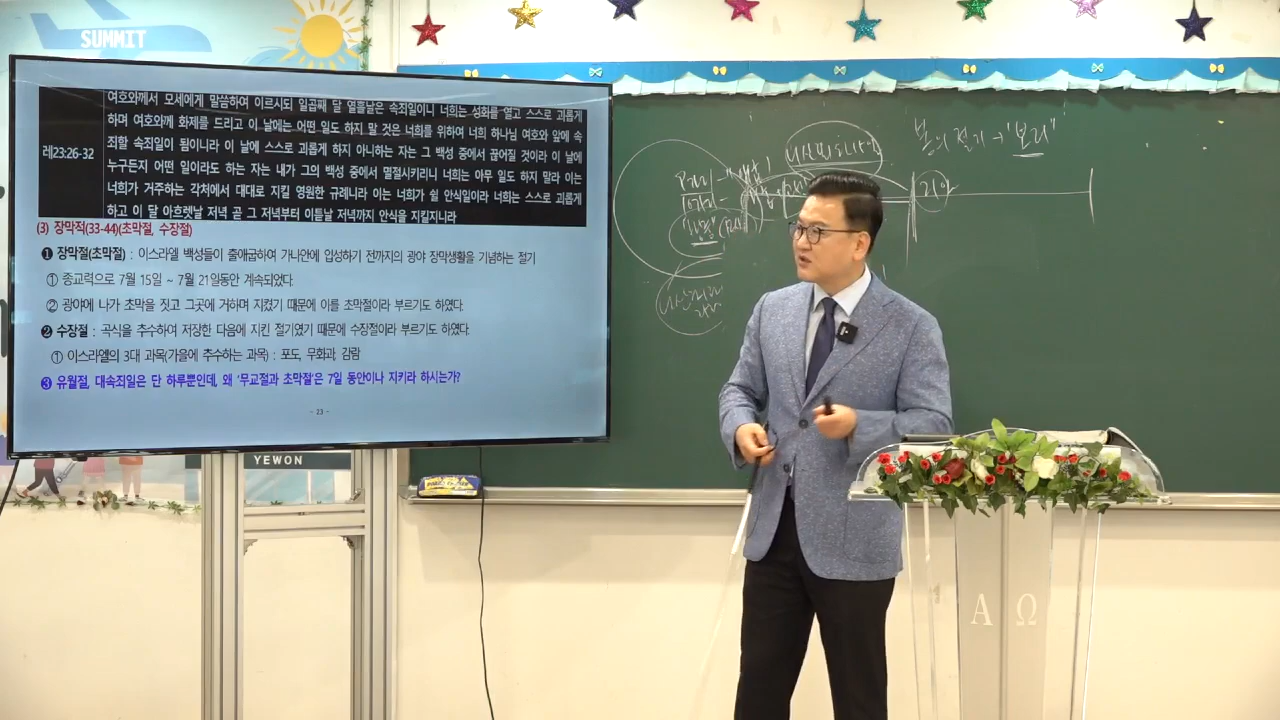 SUMMIT
여호와께서 모세에게 말씀하여 이르시되 일곱째 달 열흘날은 속죄일이니 너희는 성회를 열고 스스로 괴롭게
하며 여호와께 화제를 드리고 이 날에는 어떤 일도 하지 말 것은 너희를 위하여 너희 하나님 여호와 앞에 속
죄할 속죄일이 됨이니라 이 날에 스스로 괴롭게 하지 아니하는 자는 그 백성 중에서 끊어질 것이라 이 날에
레23:26-32
누구든지 어떤 일이라도 하는 자는 내가 그의 백성 중에서 멸절시키리니 너희는 아무 일도 하지 말라 이는
너희가 거주하는 각처에서 대대로 지킬 영원한 규례니라 이는 너희가 쉴 안식일이라 너희는 스스로 괴롭게
하고 이 달 아흐렛날 저녁 곧 그 저녁부터 이튿날 저녁까지 안식을 지킬지니라
(3) 장막적(33-44)(초막절, 수장절)
❶ 장막절(초막절) : 이스라엘 백성들이 출애굽하여 가나안에 입성하기 전까지의 광야 장막생활을 기념하는 절기
① 종교력으로 7월 15일 ~ 7월 21일동안 계속되었다.
② 광야에 나가 초막을 짓고 그곳에 거하며 지켰기 때문에 이를 초막절이라 부르기도 하였다.
❷ 수장절 : 곡식을 추수하여 저장한 다음에 지킨 절기였기 때문에 수장절이라 부르기도 하였다.
① 이스라엘의 3대 과목(가을에 추수하는 과목) : 포도, 무화과, 감람
❸ 유월절, 대속죄일은 단 하루뿐인데, 왜 '무교절과 초막절'은 7일 동안이나 지키라 하시는가?
- 23 -
YEWON
봄의 절기 → "보리"
Α Ω